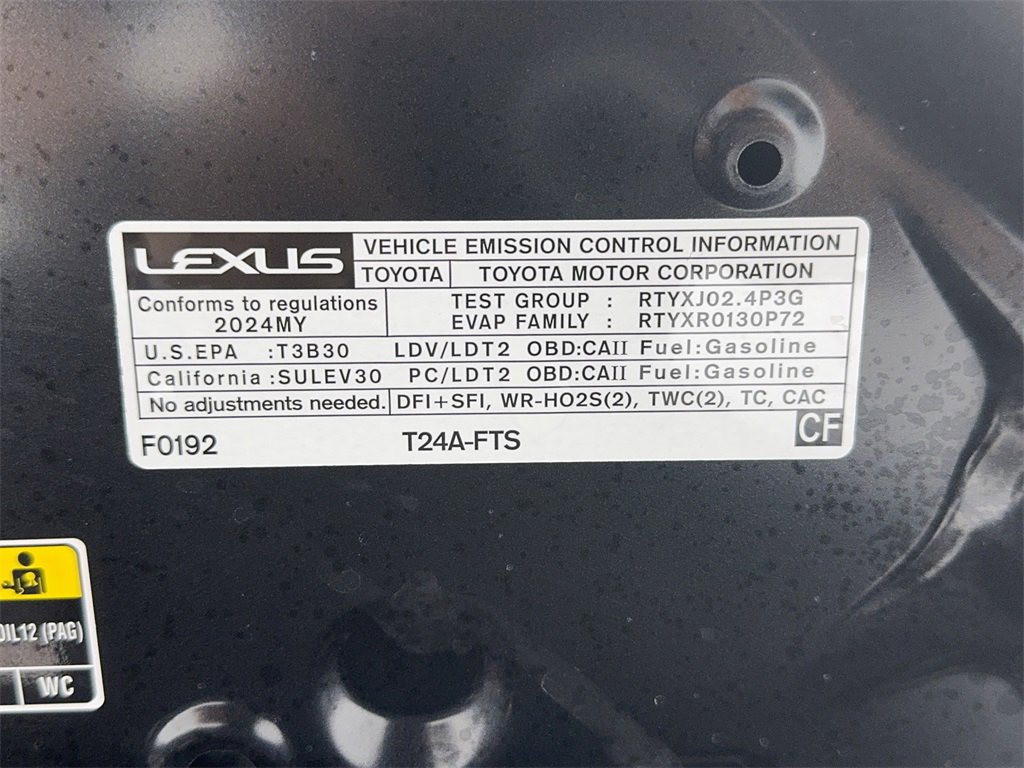 LEXUS
VEHICLE EMISSION CONTROL INFORMATION
TOYOTA TOYOTA MOTOR CORPORATION
Conforms to regulations
2024MY
TEST GROUP : RTYXJ02.4P3G
EVAP FAMILY : RTYXR0130P72
U.S.EPA :T3B30 LDV/LDT2 OBD:CAII Fuel:Gasoline
California:SULEV30 PC/LDT2 OBD:CAII Fuel:Gasoline
No adjustments needed. DFI+SFI, WR-HO2S(2), TWC(2), TC, CAC
F0192 T24A-FTS CF
OIL12 (PAG)
WC